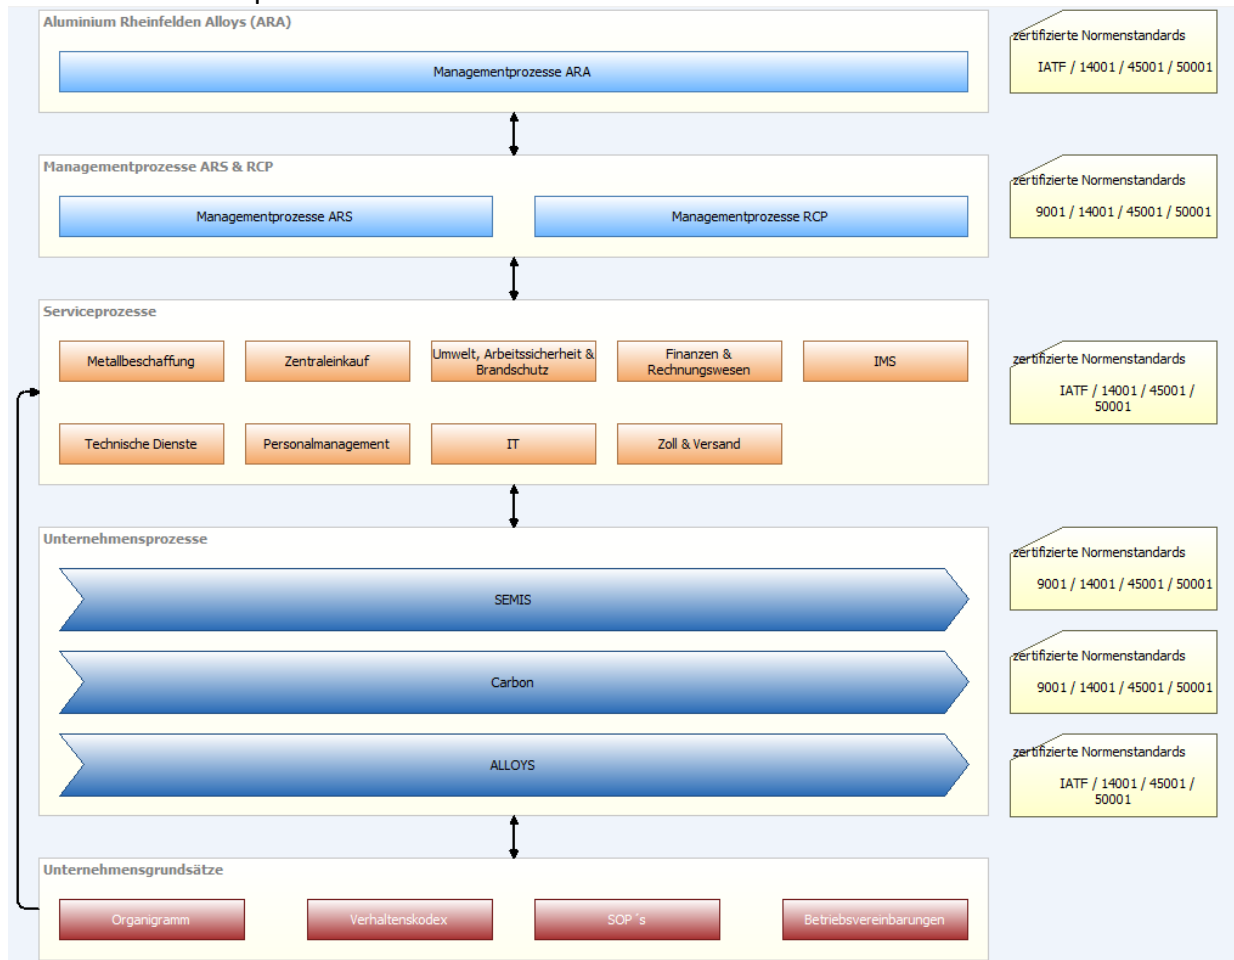 Aluminium Rheinfelden Alloys (ARA)
Managementprozesse ARA
zertifizierte Normenstandards
IATF / 14001 / 45001 / 50001
Managementprozesse ARS & RCP
Managementprozesse ARS
Managementprozesse RCP
zertifizierte Normenstandards
9001 / 14001 / 45001 / 50001
Serviceprozesse
Metallbeschaffung
Zentraleinkauf
Umwelt, Arbeitssicherheit &
Brandschutz
Finanzen &
Rechnungswesen
IMS
Technische Dienste
Personalmanagement
IT
Zoll & Versand
zertifizierte Normenstandards
IATF / 14001 / 45001 /
50001
Unternehmensprozesse
SEMIS
zertifizierte Normenstandards
9001 / 14001 / 45001 / 50001
Carbon
zertifizierte Normenstandards
9001 / 14001 / 45001 / 50001
ALLOYS
zertifizierte Normenstandards
IATF / 14001 / 45001 /
50001
Unternehmensgrundsätze
Organigramm
Verhaltenskodex
SOP´s
Betriebsvereinbarungen